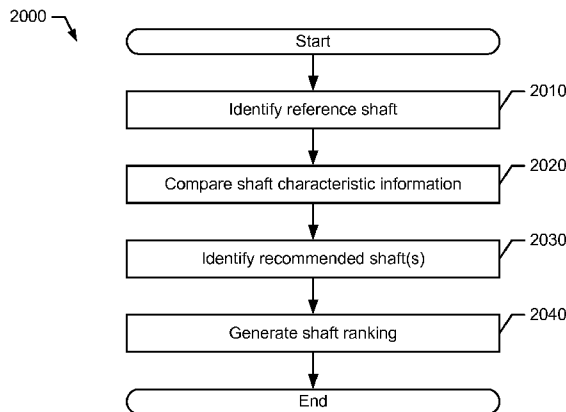 2000
Start
2010
Identify reference shaft
2020
Compare shaft characteristic information
2030
Identify recommended shaft(s)
2040
Generate shaft ranking
End